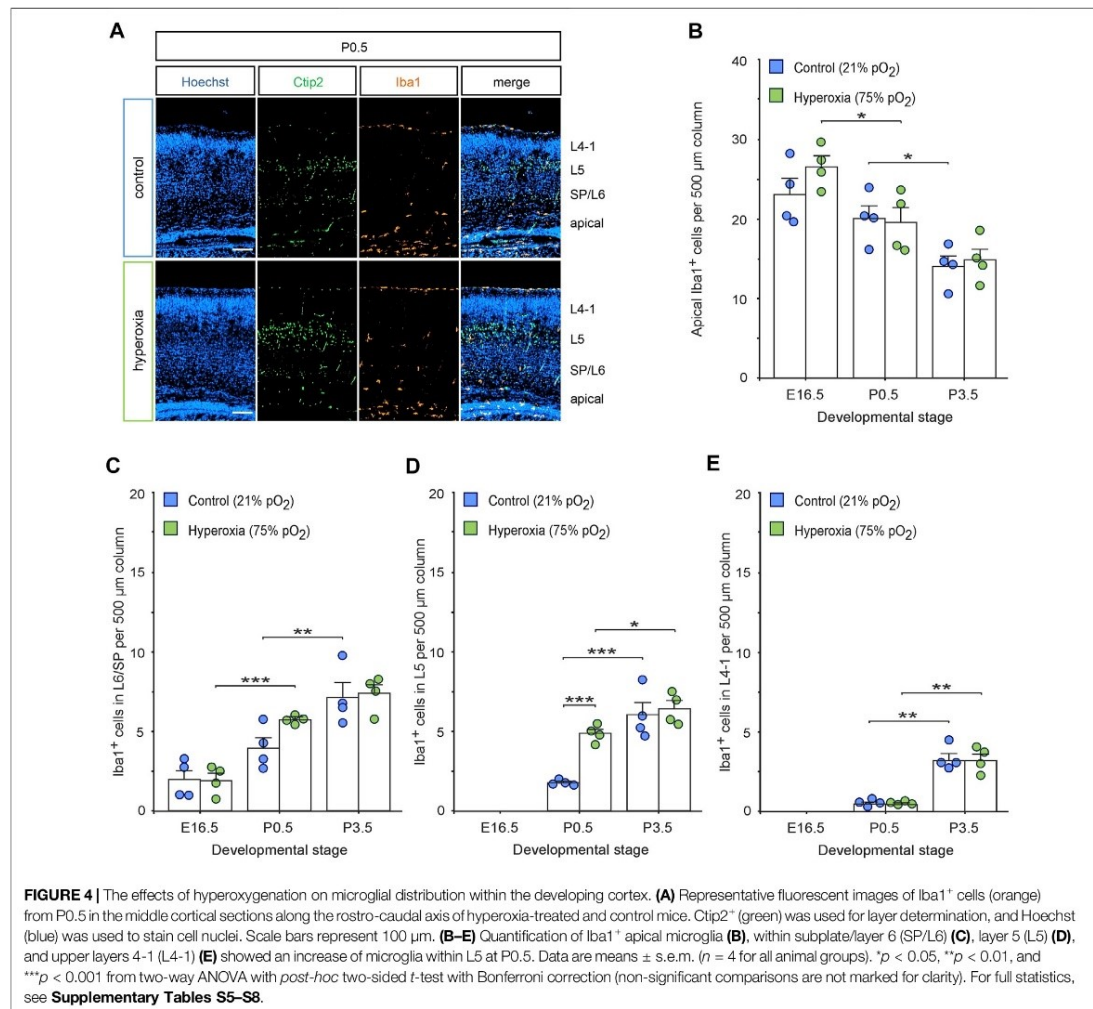 A
P0.5
Hoechst
Ctip2
Iba1
merge
control
L4-1
L5
SP/L6
apical
hyperoxia
L4-1
L5
SP/L6
apical
B
Apical Iba1⁺ cells per 500 µm column
40
30
20
10
0
Control (21% pO₂)
Hyperoxia (75% pO₂)
*
*
E16.5
P0.5
P3.5
Developmental stage
C
Iba1⁺ cells in L6/SP per 500 µm column
20
15
10
5
0
Control (21% pO₂)
Hyperoxia (75% pO₂)
**
***
E16.5
P0.5
P3.5
Developmental stage
D
Iba1⁺ cells in L5 per 500 µm column
20
15
10
5
0
Control (21% pO₂)
Hyperoxia (75% pO₂)
*
***
***
P0.5
P3.5
Developmental stage
E
Iba1⁺ cells in L4-1 per 500 µm column
20
15
10
5
0
Control (21% pO₂)
Hyperoxia (75% pO₂)
**
**
E16.5
P0.5
P3.5
Developmental stage
FIGURE 4 | The effects of hyperoxygenation on microglial distribution within the developing cortex. (A) Representative fluorescent images of Iba1⁺ cells (orange)
from P0.5 in the middle cortical sections along the rostro-caudal axis of hyperoxia-treated and control mice. Ctip2⁺ (green) was used for layer determination, and Hoechst
(blue) was used to stain cell nuclei. Scale bars represent 100 µm. (B–E) Quantification of Iba1⁺ apical microglia (B), within subplate/layer 6 (SP/L6) (C), layer 5 (L5) (D),
and upper layers 4-1 (L4-1) (E) showed an increase of microglia within L5 at P0.5. Data are means ± s.e.m. (n = 4 for all animal groups). *p < 0.05, **p < 0.01, and
***p < 0.001 from two-way ANOVA with post-hoc two-sided t-test with Bonferroni correction (non-significant comparisons are not marked for clarity). For full statistics,
see Supplementary Tables S5–S8.